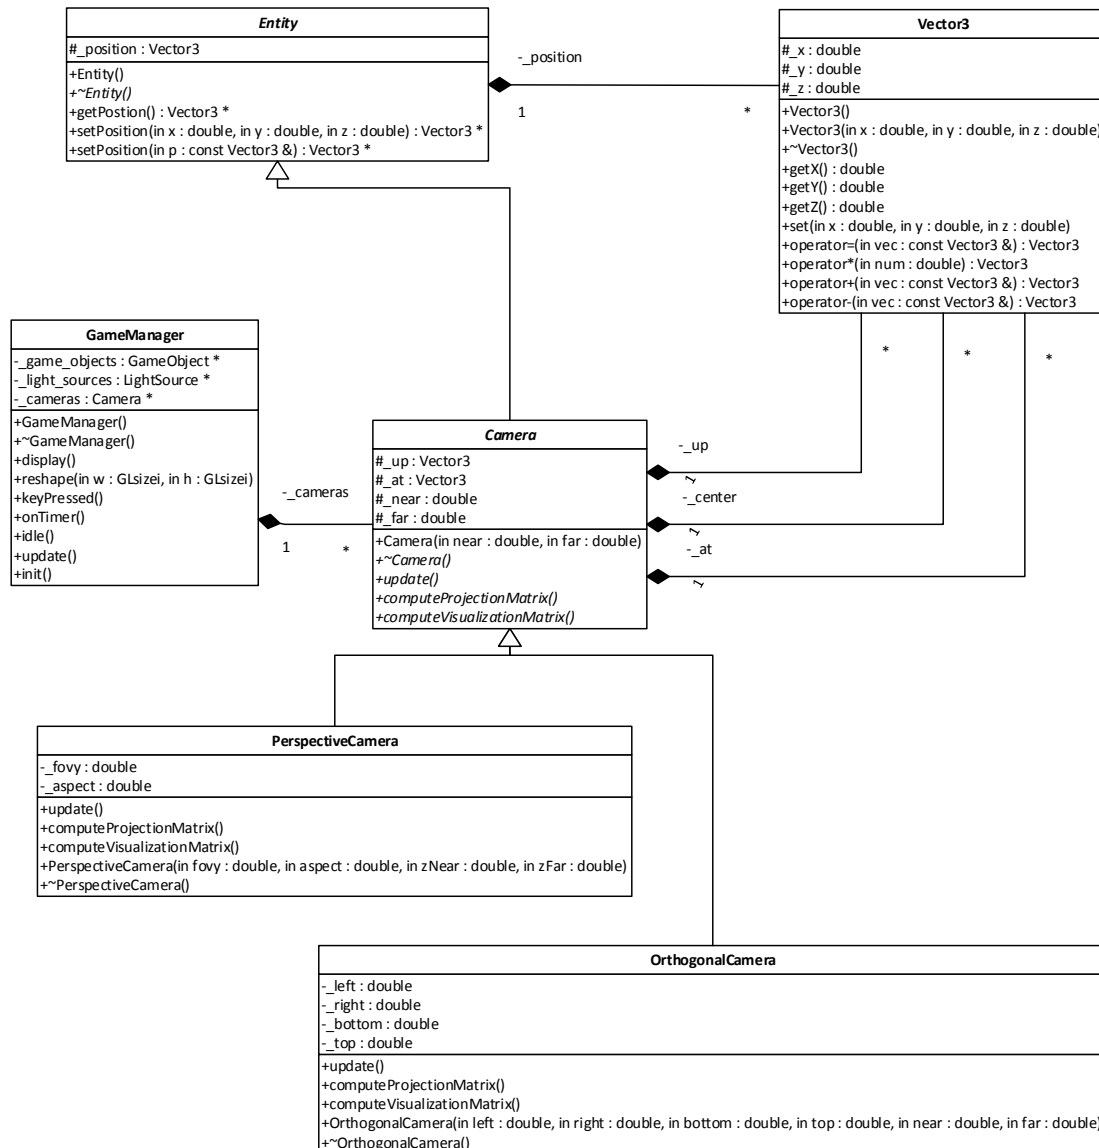 Entity
#_position : Vector3
+Entity()
+~Entity()
+getPostion() : Vector3 *
+setPosition(in x : double, in y : double, in z : double) : Vector3 *
+setPosition(in p : const Vector3 &) : Vector3 *
-_position
1
*
Vector3
#_x : double
#_y : double
#_z : double
+Vector3()
+Vector3(in x : double, in y : double, in z : double)
+~Vector3()
+getX() : double
+getY() : double
+getZ() : double
+set(in x : double, in y : double, in z : double)
+operator=(in vec : const Vector3 &) : Vector3
+operator*(in num : double) : Vector3
+operator+(in vec : const Vector3 &) : Vector3
+operator-(in vec : const Vector3 &) : Vector3
*
*
*
GameManager
-_game_objects : GameObject *
-_light_sources : LightSource *
-_cameras : Camera *
+GameManager()
+~GameManager()
+display()
+reshape(in w : GLsizei, in h : GLsizei)
+keyPressed()
+onTimer()
+idle()
+update()
+init()
-_cameras
1
*
Camera
#_up : Vector3
#_at : Vector3
#_near : double
#_far : double
+Camera(in near : double, in far : double)
+~Camera()
+update()
+computeProjectionMatrix()
+computeVisualizationMatrix()
-_up
1
-_center
1
-_at
1
PerspectiveCamera
-_fovy : double
-_aspect : double
+update()
+computeProjectionMatrix()
+computeVisualizationMatrix()
+PerspectiveCamera(in fovy : double, in aspect : double, in zNear : double, in zFar : double)
+~PerspectiveCamera()
OrthogonalCamera
-_left : double
-_right : double
-_bottom : double
-_top : double
+update()
+computeProjectionMatrix()
+computeVisualizationMatrix()
+OrthogonalCamera(in left : double, in right : double, in bottom : double, in top : double, in near : double, in far : double)
+~OrthogonalCamera()